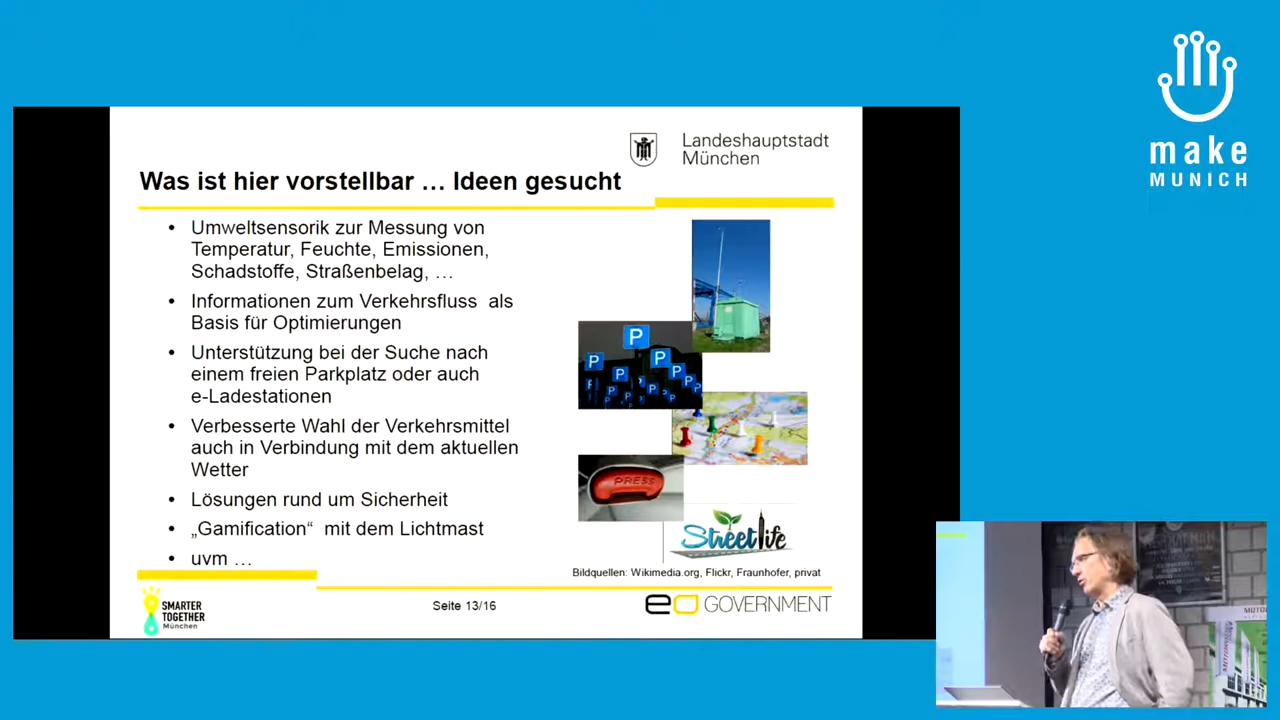 make
MUNICH
Landeshauptstadt
München
Was ist hier vorstellbar … Ideen gesucht
• Umweltsensorik zur Messung von
Temperatur, Feuchte, Emissionen,
Schadstoffe, Straßenbelag, …
• Informationen zum Verkehrsfluss als
Basis für Optimierungen
• Unterstützung bei der Suche nach
einem freien Parkplatz oder auch
e-Ladestationen
• Verbesserte Wahl der Verkehrsmittel
auch in Verbindung mit dem aktuellen
Wetter
• Lösungen rund um Sicherheit
• „Gamification“ mit dem Lichtmast
• uvm …
P
P
P
P
P
P
P
P
P
P
PRESS
Streetlife
Bildquellen: Wikimedia.org, Flickr, Fraunhofer, privat
SMARTER
TOGETHER
München
Seite 13/16
eo GOVERNMENT